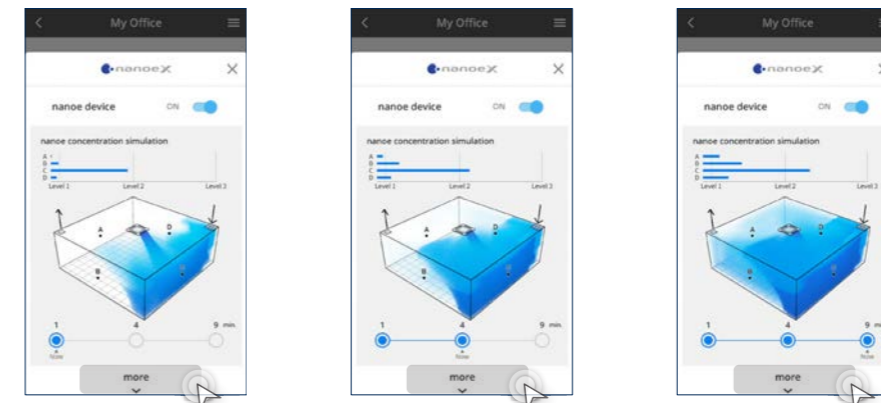 My Office
nanoe X
nanoe device ON
nanoe concentration simulation
A
B
C
D
Level 1 Level 2 Level 3
A D
B C
1 4 9 min.
Now
more
My Office
nanoe X
nanoe device ON
nanoe concentration simulation
A
B
C
D
Level 1 Level 2 Level 3
A D
B C
1 4 9 min.
Now
more
My Office
nanoe X
nanoe device ON
nanoe concentration simulation
A
B
C
D
Level 1 Level 2 Level 3
A D
B C
1 4 9 min.
Now
more